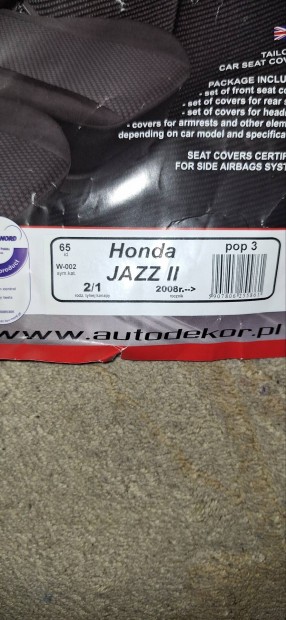 TAILO
CAR SEAT COV
PACKAGE INCLU
- set of front seat c
- set of covers for rear s
- set of covers for head
- covers for armrests and other elem
depending on car model and specifica
SEAT COVERS CERTIF
FOR SIDE AIRBAGS SYST
NORD
product
65
Honda
pop 3
W-002
JAZZ II
2/1
2008r.-->
www.autodekor.pl